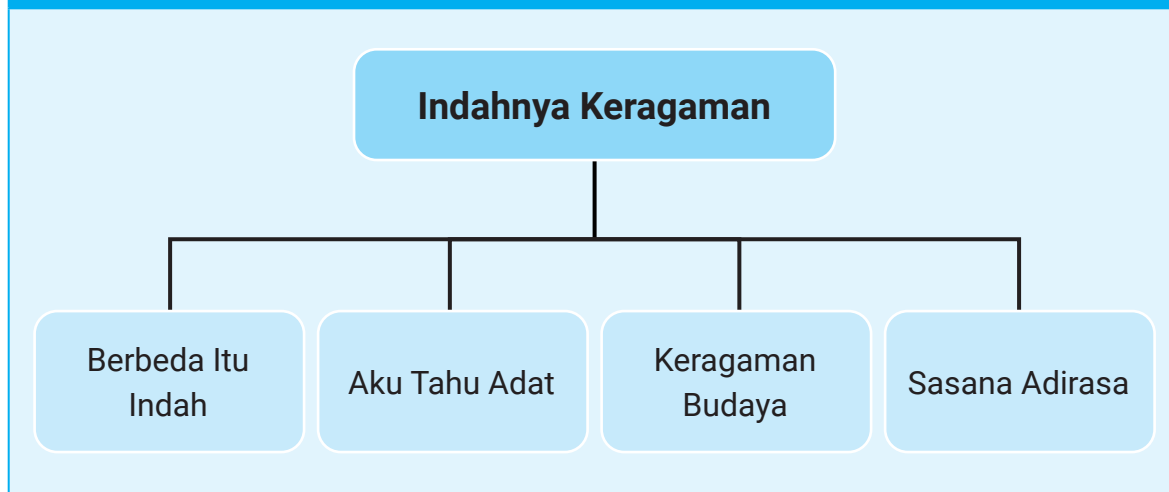 Indahnya Keragaman
Berbeda Itu
Indah
Aku Tahu Adat
Keragaman
Budaya
Sasana Adirasa